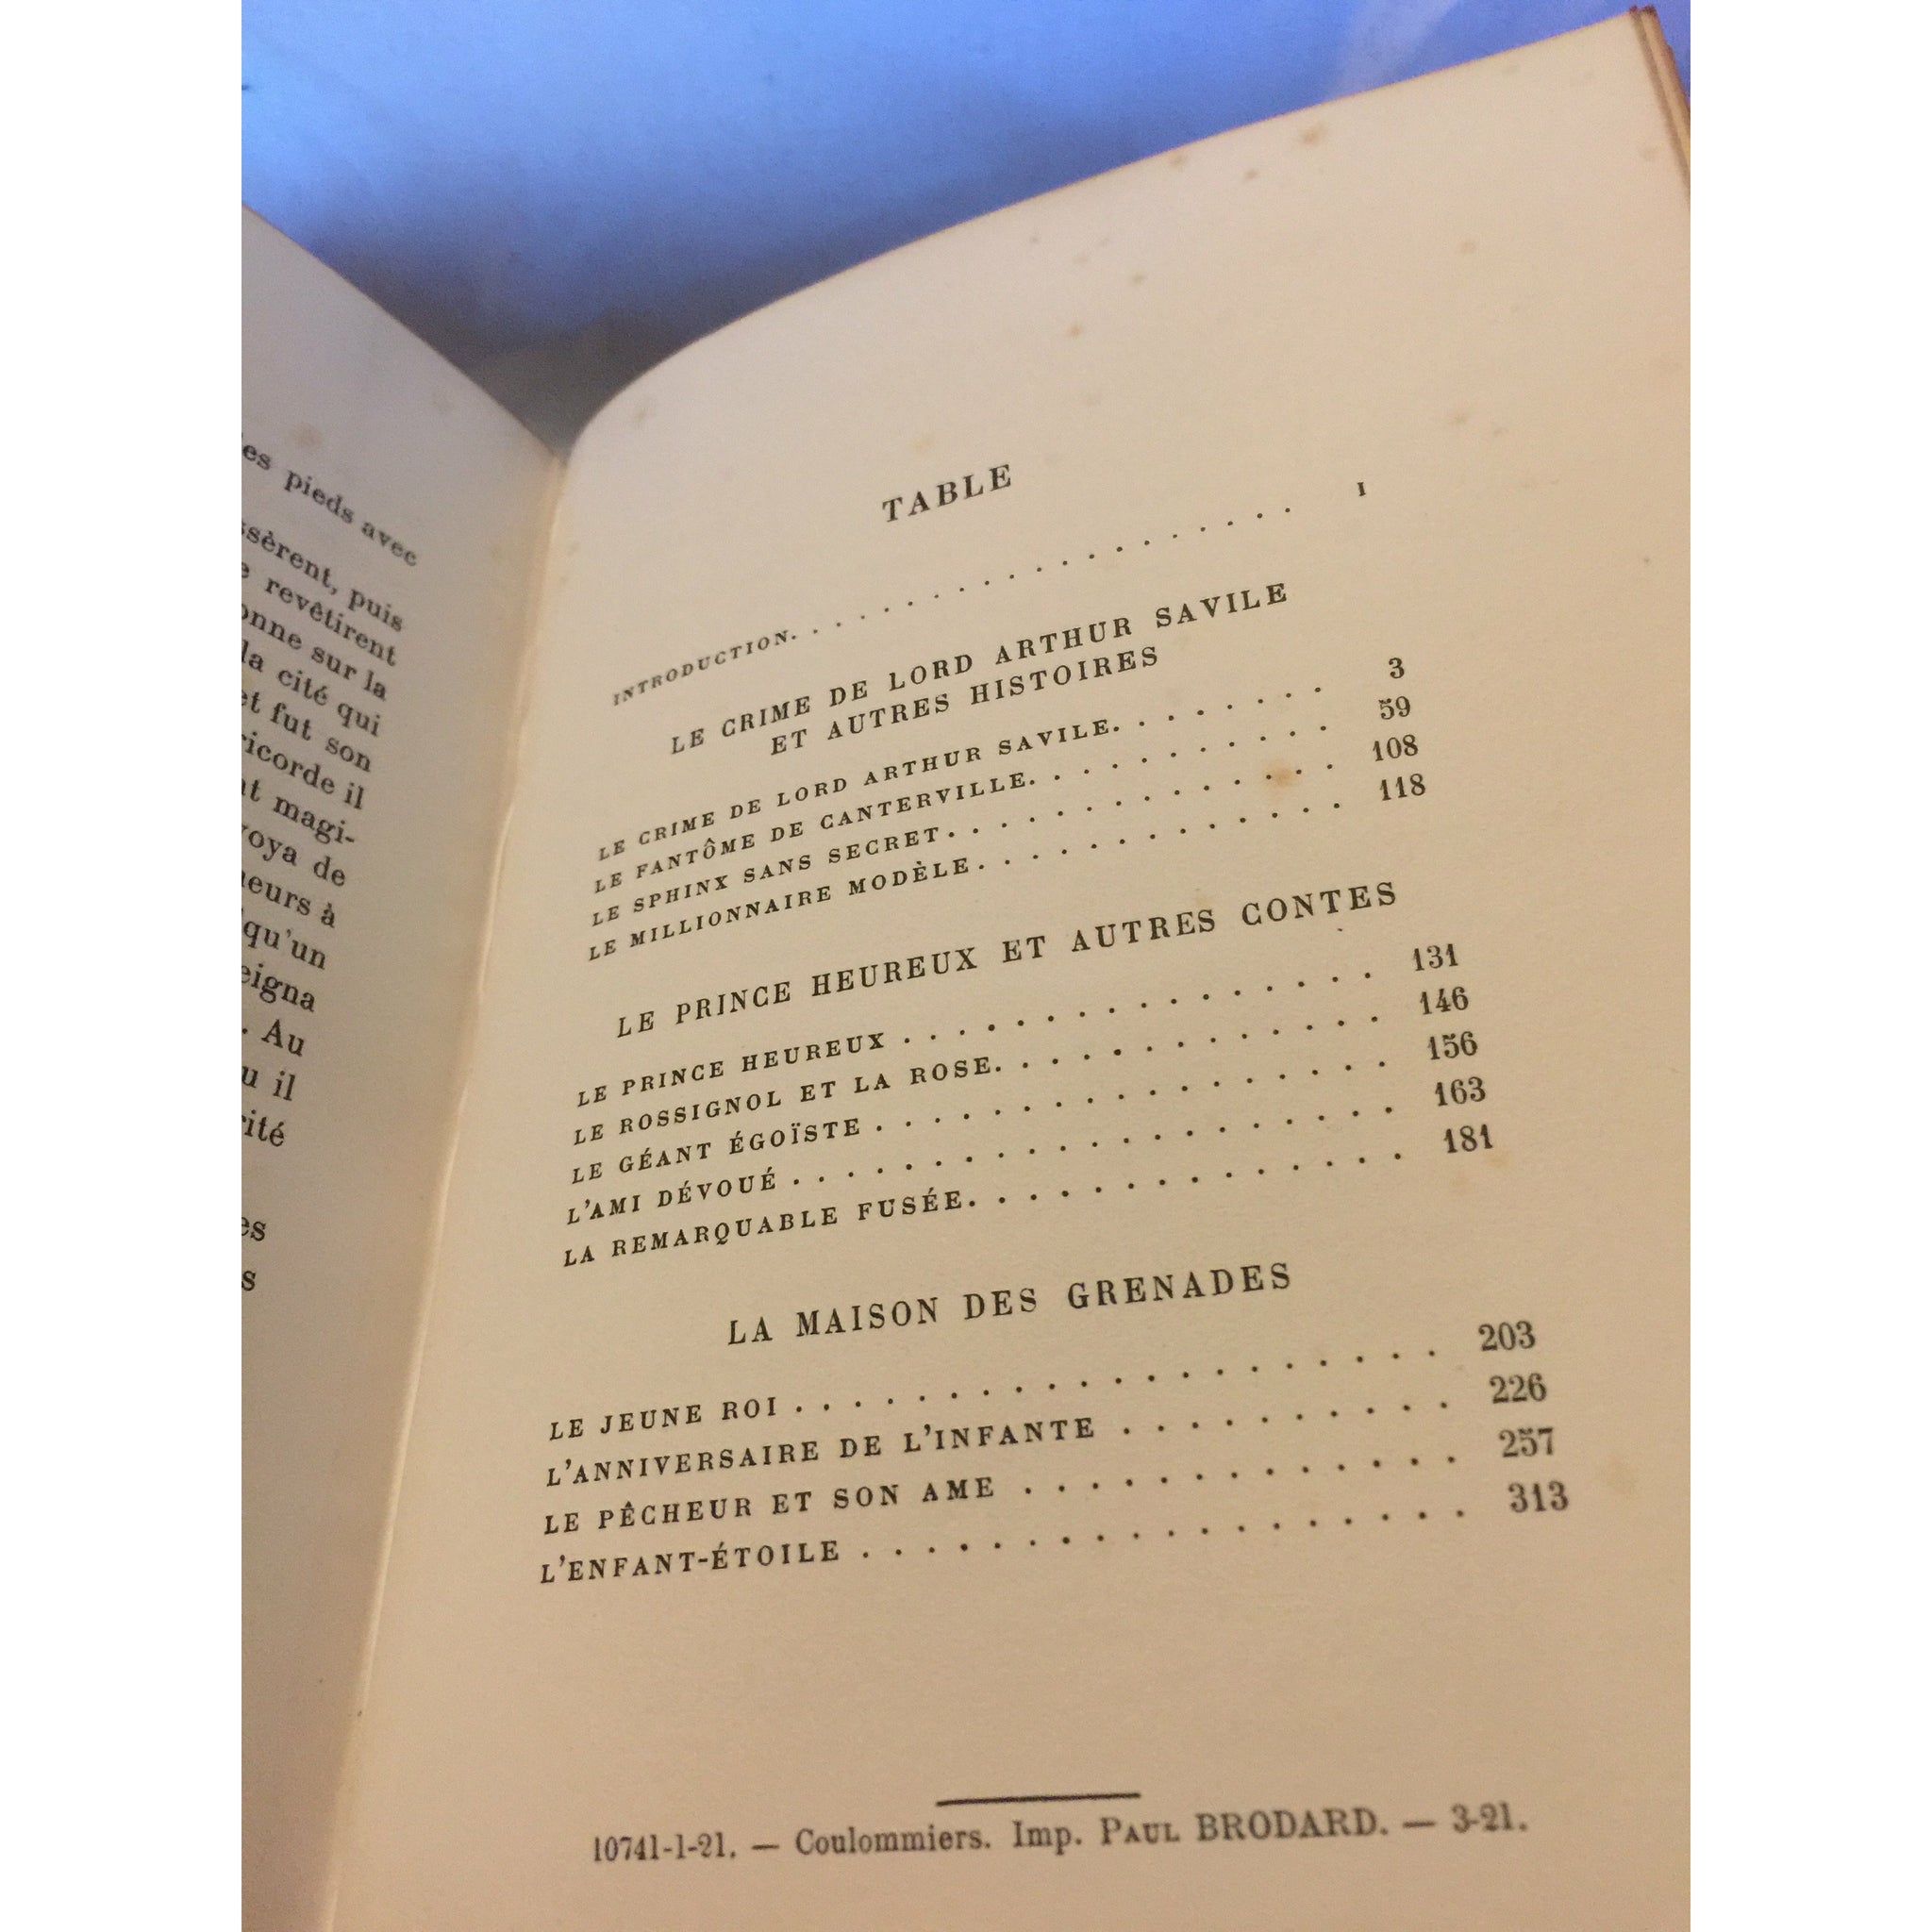 es pieds avec
ssèrent, puis
revêtirent
onne sur la
la cité qui
et fut son
ricorde il
nt magi-
voya de
neurs à
qu'un
eigna
. Au
u il
rité
es
s
TABLE
INTRODUCTION. . . . . . . . . . . . . . . . . . . . I
LE CRIME DE LORD ARTHUR SAVILE
ET AUTRES HISTOIRES
LE CRIME DE LORD ARTHUR SAVILE. . . . . . . . 3
LE FANTÔME DE CANTERVILLE. . . . . . . . . . . 59
LE SPHINX SANS SECRET. . . . . . . . . . . . . . . 108
LE MILLIONNAIRE MODÈLE. . . . . . . . . . . . . . 118
LE PRINCE HEUREUX ET AUTRES CONTES
LE PRINCE HEUREUX . . . . . . . . . . . . . . . . . 131
LE ROSSIGNOL ET LA ROSE. . . . . . . . . . . . . . 146
LE GÉANT ÉGOÏSTE . . . . . . . . . . . . . . . . . . 156
L'AMI DÉVOUÉ . . . . . . . . . . . . . . . . . . . . . 163
LA REMARQUABLE FUSÉE. . . . . . . . . . . . . . . 181
LA MAISON DES GRENADES
LE JEUNE ROI . . . . . . . . . . . . . . . . . . . . . 203
L'ANNIVERSAIRE DE L'INFANTE . . . . . . . . . . . 226
LE PÊCHEUR ET SON AME . . . . . . . . . . . . . . 257
L'ENFANT-ÉTOILE . . . . . . . . . . . . . . . . . . . 313
10741-1-21. — Coulommiers. Imp. PAUL BRODARD. — 3-21.